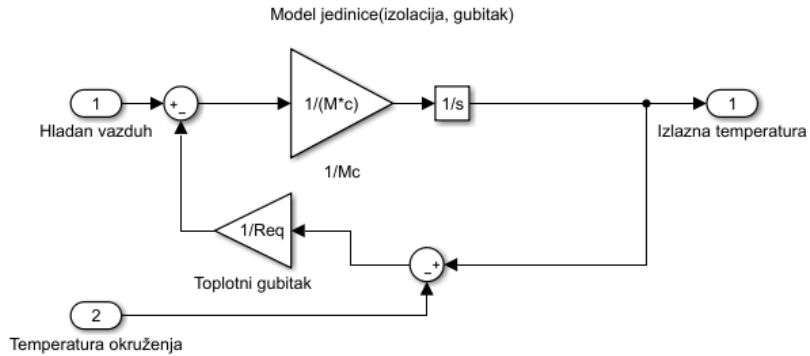 Model jedinice(izolacija, gubitak)
1
Hladan vazduh
+
−
1/(M*c)
1/Mc
1/s
1
Izlazna temperatura
1/Req
Toplotni gubitak
+
−
2
Temperatura okruženja